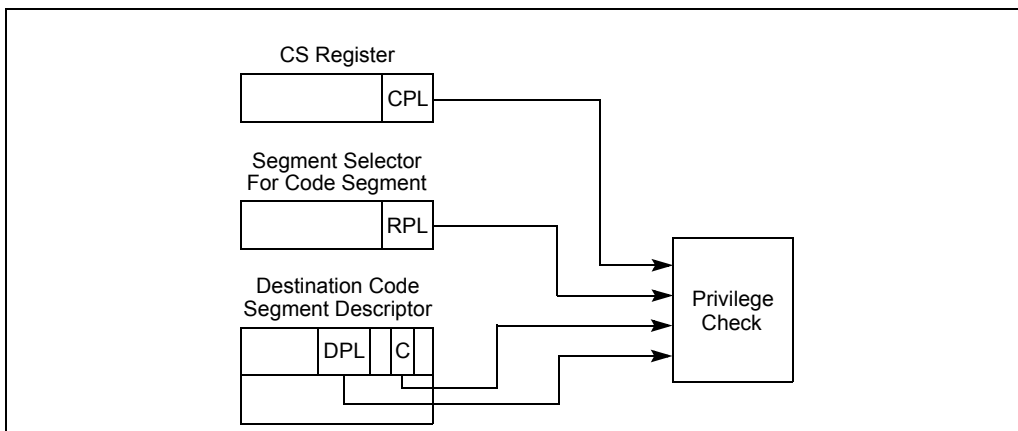 CS Register
CPL
Segment Selector
For Code Segment
RPL
Destination Code
Segment Descriptor
DPL
C
Privilege
Check